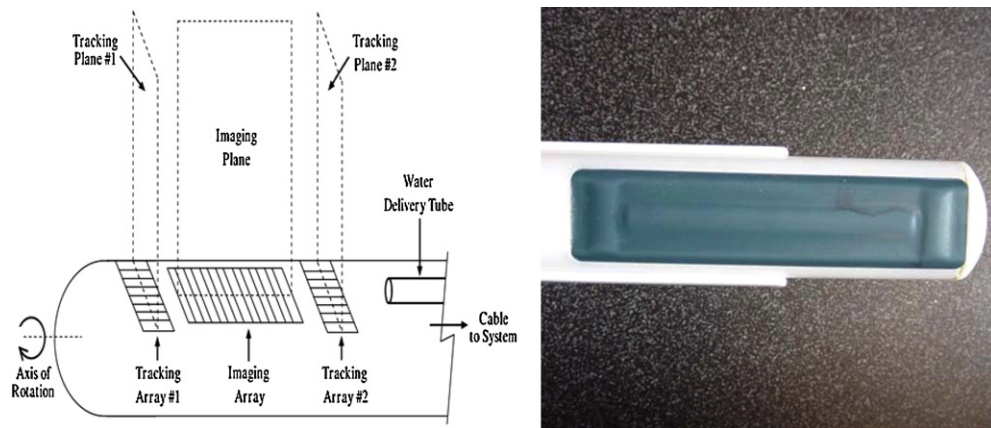 Tracking
Plane #1
Tracking
Plane #2
Imaging
Plane
Water
Delivery Tube
Cable
to System
Axis of
Rotation
Tracking
Array #1
Imaging
Array
Tracking
Array #2